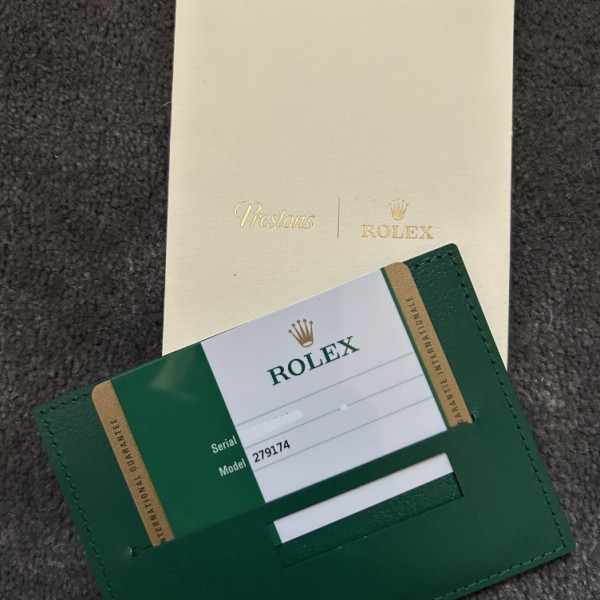 Prestons
ROLEX
ROLEX
Serial
Model 279174
INTERNATIONAL GUARANTEE
GARANTIE INTERNATIONALE